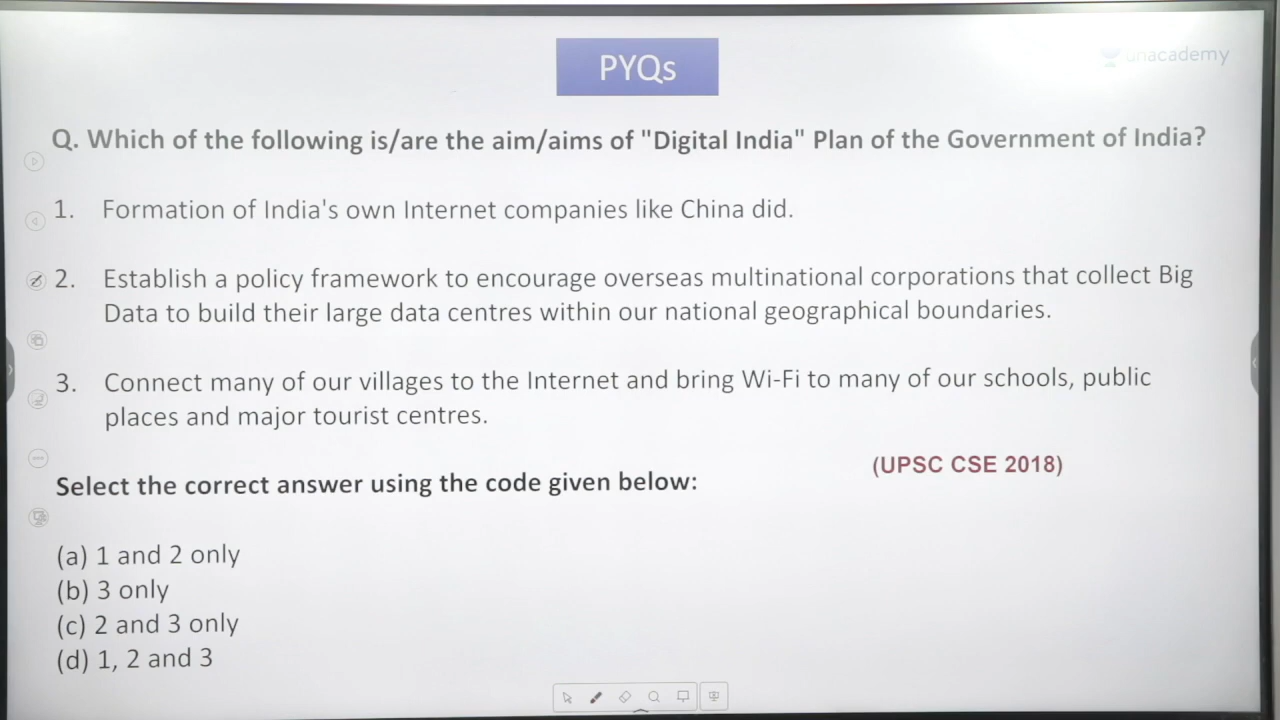 PYQs
unacademy
Q. Which of the following is/are the aim/aims of "Digital India" Plan of the Government of India?
1. Formation of India's own Internet companies like China did.
2. Establish a policy framework to encourage overseas multinational corporations that collect Big
Data to build their large data centres within our national geographical boundaries.
3. Connect many of our villages to the Internet and bring Wi-Fi to many of our schools, public
places and major tourist centres.
(UPSC CSE 2018)
Select the correct answer using the code given below:
(a) 1 and 2 only
(b) 3 only
(c) 2 and 3 only
(d) 1, 2 and 3